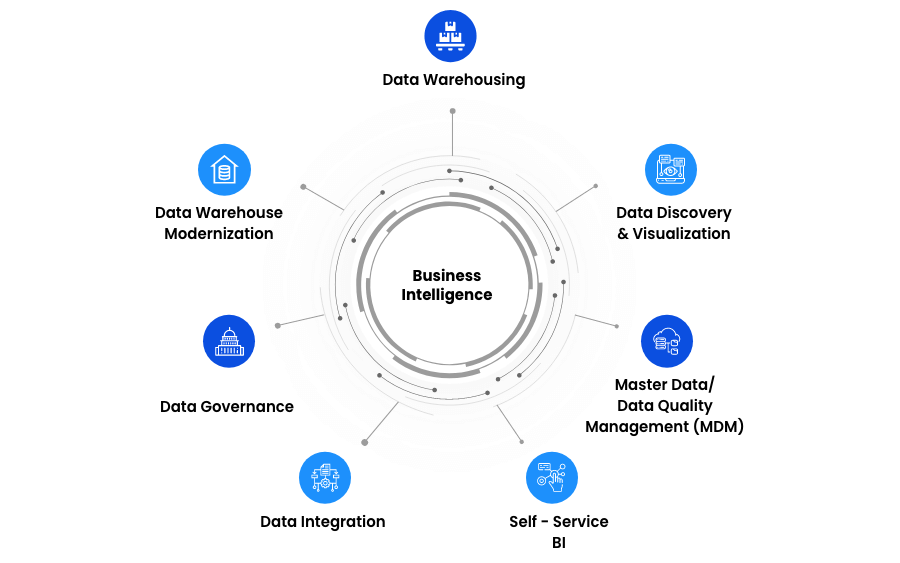 Data Warehousing
Data Warehouse
Modernization
Data Discovery
& Visualization
Business
Intelligence
Data Governance
Master Data/
Data Quality
Management (MDM)
Data Integration
Self - Service
BI